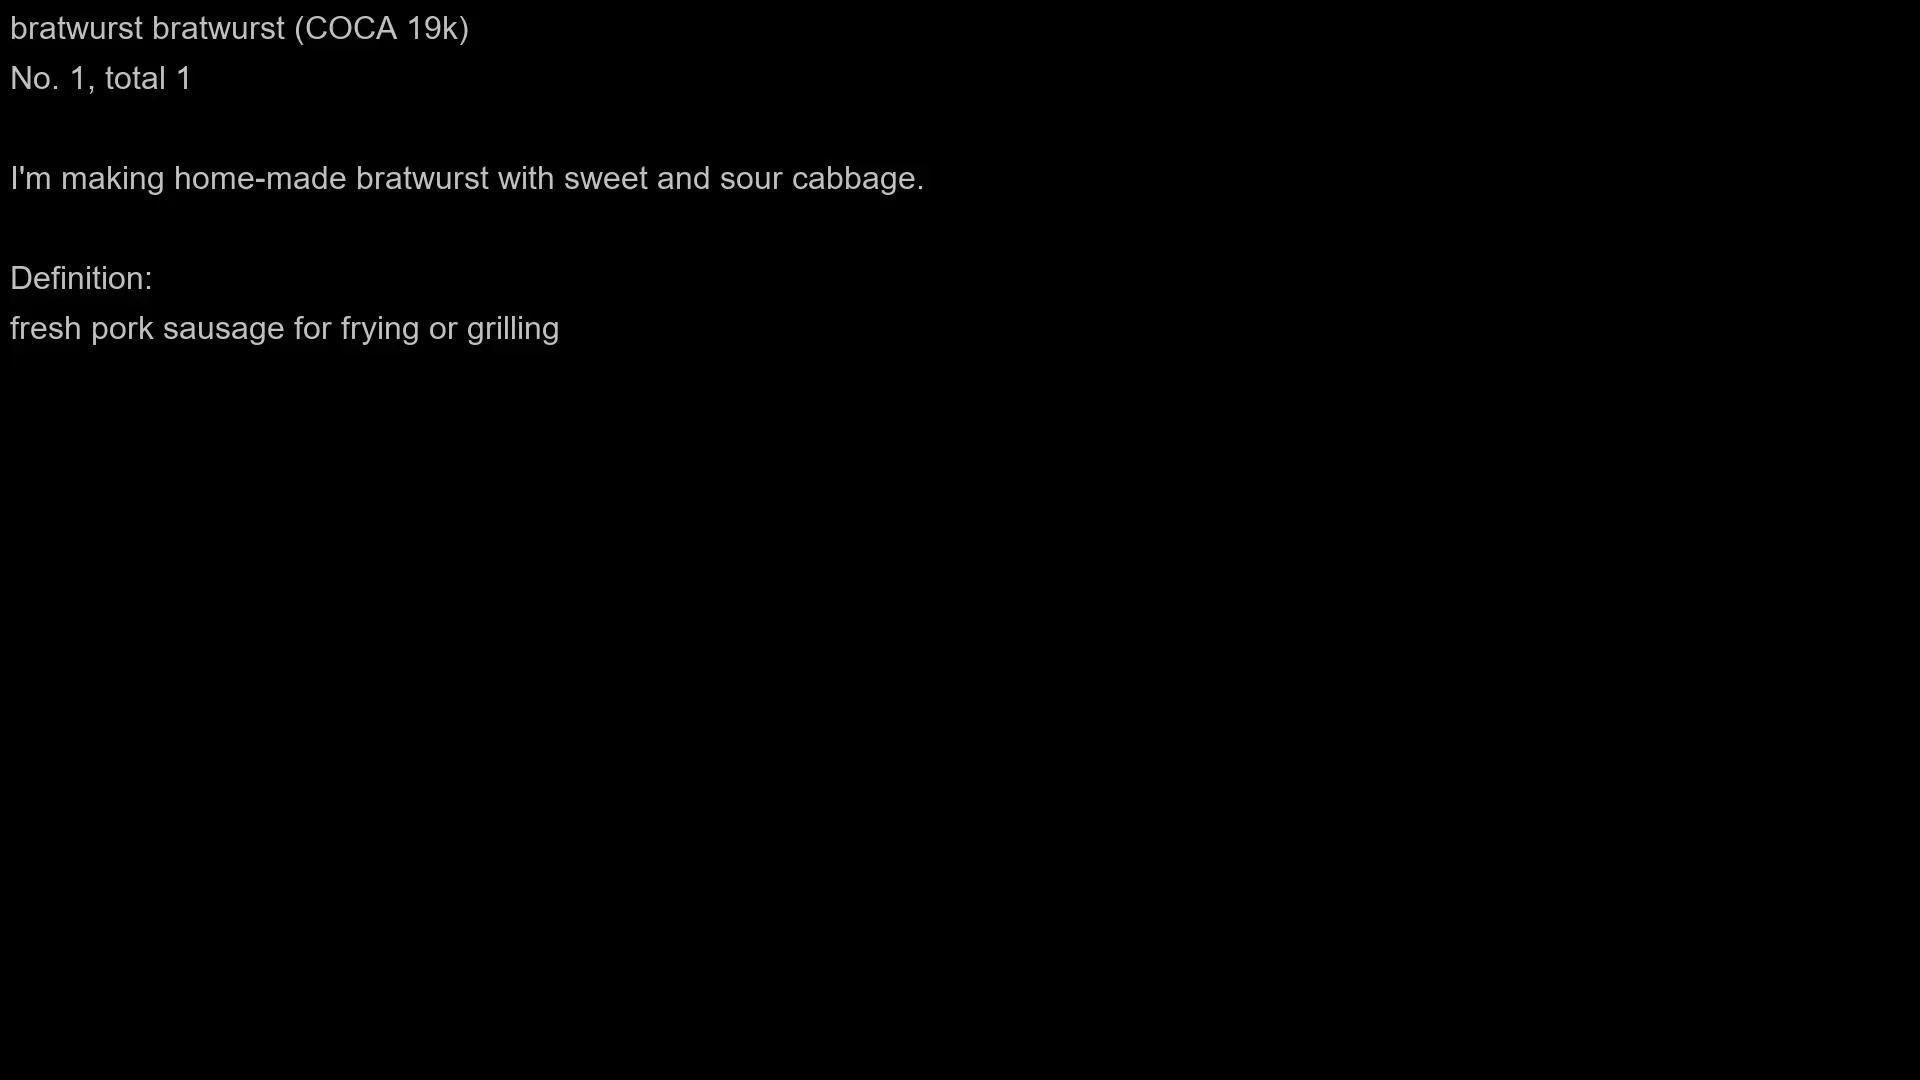 bratwurst bratwurst (COCA 19k)
No. 1, total 1
I'm making home-made bratwurst with sweet and sour cabbage.
Definition:
fresh pork sausage for frying or grilling